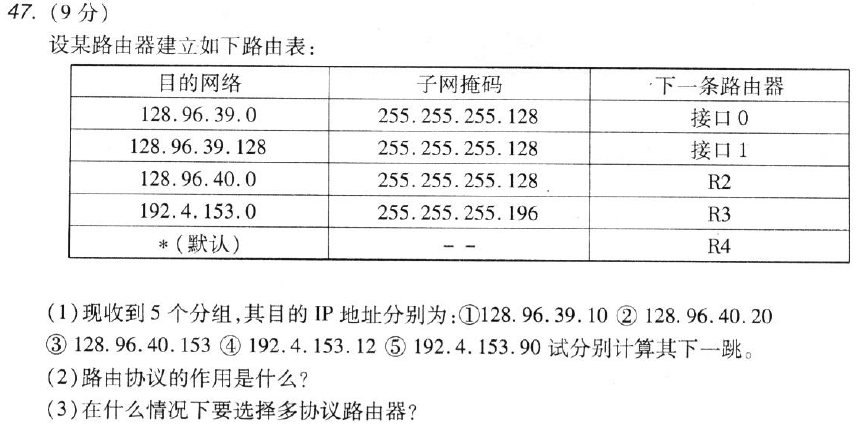 47. (9分)
设某路由器建立如下路由表:
目的网络 子网掩码 下一条路由器
128.96.39.0 255.255.255.128 接口0
128.96.39.128 255.255.255.128 接口1
128.96.40.0 255.255.255.128 R2
192.4.153.0 255.255.255.196 R3
*(默认) -- R4
(1)现收到5个分组,其目的IP地址分别为:①128.96.39.10 ② 128.96.40.20
③ 128.96.40.153 ④ 192.4.153.12 ⑤ 192.4.153.90 试分别计算其下一跳。
(2)路由协议的作用是什么?
(3)在什么情况下要选择多协议路由器?